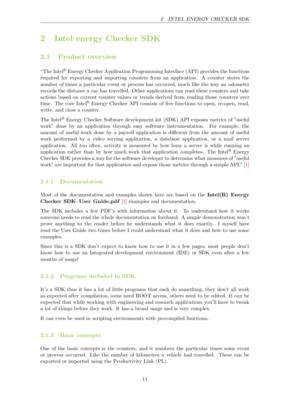 2 INTEL ENERGY CHECKER SDK
2 Intel energy Checker SDK
2.1 Product overview
"The Intel® Energy Checker Application Programming Interface (API) provides the functions
required for exporting and importing counters from an application. A counter stores the
number of times a particular event or process has occurred, much like the way an odometer
records the distance a car has travelled. Other applications can read these counters and take
actions based on current counter values or trends derived from reading those counters over
time. The core Intel® Energy Checker API consists of five functions to open, re-open, read,
write, and close a counter.
The Intel® Energy Checker Software development kit (SDK) API exposes metrics of "useful
work" done by an application through easy software instrumentation. For example, the
amount of useful work done by a payroll application is different from the amount of useful
work performed by a video serving application, a database application, or a mail server
application. All too often, activity is measured by how busy a server is while running an
application rather than by how much work that application completes. The Intel® Energy
Checker SDK provides a way for the software developer to determine what measures of "useful
work" are important for that application and expose those metrics through a simple API." [1]
2.1.1 Documentation
Most of the documentation and examples shown here are based on the Intel(R) Energy
Checker SDK–User Guide.pdf [1] examples and documentation.
The SDK includes a few PDF's with information about it. To understand how it works
someone needs to read the whole documentation on forehand. A simple demonstration won't
prove anything to the reader before he understands what it does exactly. I myself have
read the User Guide two times before I could understand what it does and how to use some
examples.
Since this is a SDK don't expect to know how to use it in a few pages, most people don't
know how to use an Integrated development environment (IDE) or SDK even after a few
months of usage!
2.1.2 Programs included in SDK
It's a SDK thus it has a lot of little programs that each do something, they don't all work
as expected after compilation, some need ROOT access, others need to be edited. It can be
expected that while working with engineering and research applications you'll have to tweak
a lot of things before they work. It has a broad usage and is very complex.
It can even be used in scripting environments with precompiled functions.
2.1.3 Basic concepts
One of the basic concepts is the counters, and it numbers the particular times some event
or process occurred. Like the number of kilometers a vehicle had travelled. Those can be
exported or imported using the Productivity Link (PL).
11